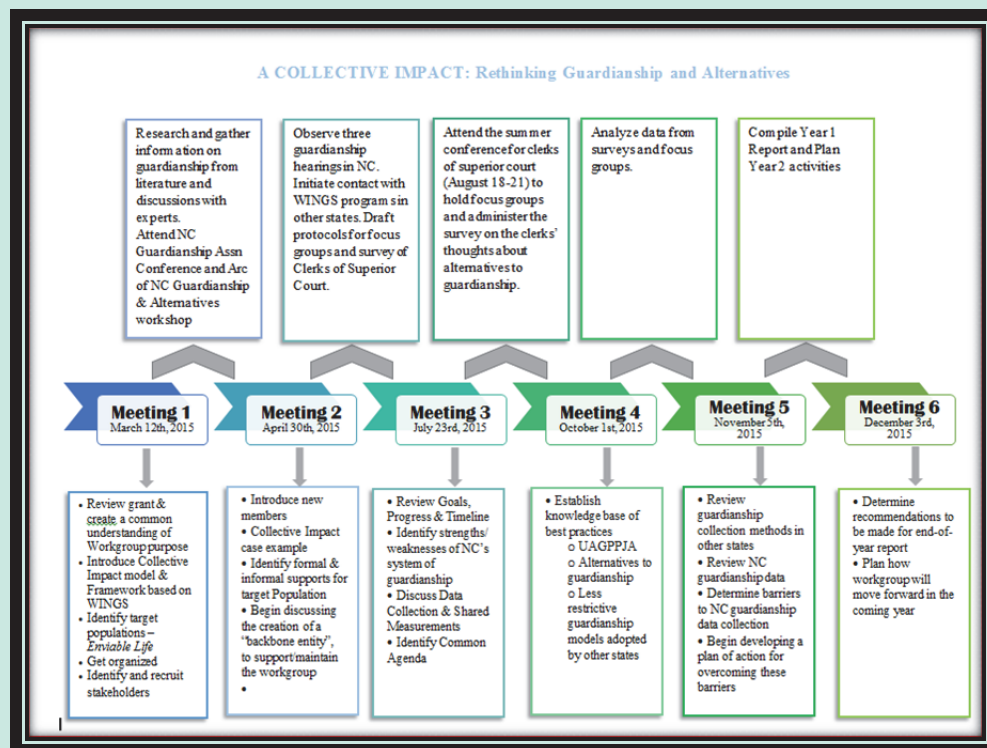 A COLLECTIVE IMPACT: Rethinking Guardianship and Alternatives
Research and gather
information on
guardianship from
literature and
discussions with
experts.
Attend NC
Guardianship Assn
Conference and Arc
of NC Guardianship
& Alternatives
workshop
Observe three
guardianship
hearings in NC.
Initiate contact with
WINGS programs in
other states. Draft
protocols for focus
groups and survey of
Clerks of Superior
Court.
Attend the summer
conference for clerks
of superior court
(August 18-21) to
hold focus groups
and administer the
survey on the clerks'
thoughts about
alternatives to
guardianship.
Analyze data from
surveys and focus
groups.
Compile Year 1
Report and Plan
Year 2 activities
Meeting 1
March 12th, 2015
Meeting 2
April 30th, 2015
Meeting 3
July 23rd, 2015
Meeting 4
October 1st, 2015
Meeting 5
November 5th,
2015
Meeting 6
December 3rd,
2015
• Review grant &
create a common
understanding of
Workgroup purpose
• Introduce Collective
Impact model &
Framework based on
WINGS
• Identify target
populations –
Enviable Life
• Get organized
• Identify and recruit
stakeholders
• Introduce new
members
• Collective Impact
case example
• Identify formal &
informal supports for
target Population
• Begin discussing
the creation of a
"backbone entity",
to support/maintain
the workgroup
•
• Review Goals,
Progress & Timeline
• Identify strengths/
weaknesses of NC's
system of
guardianship
• Discuss Data
Collection & Shared
Measurements
• Identify Common
Agenda
• Establish
knowledge base of
best practices
o UAGPPJA
o Alternatives to
guardianship
o Less
restrictive
guardianship
models adopted
by other states
• Review
guardianship
collection methods in
other states
• Review NC
guardianship data
• Determine barriers
to NC guardianship
data collection
• Begin developing a
plan of action for
overcoming these
barriers
• Determine
recommendations to
be made for end-of-
year report
• Plan how
workgroup will
move forward in the
coming year